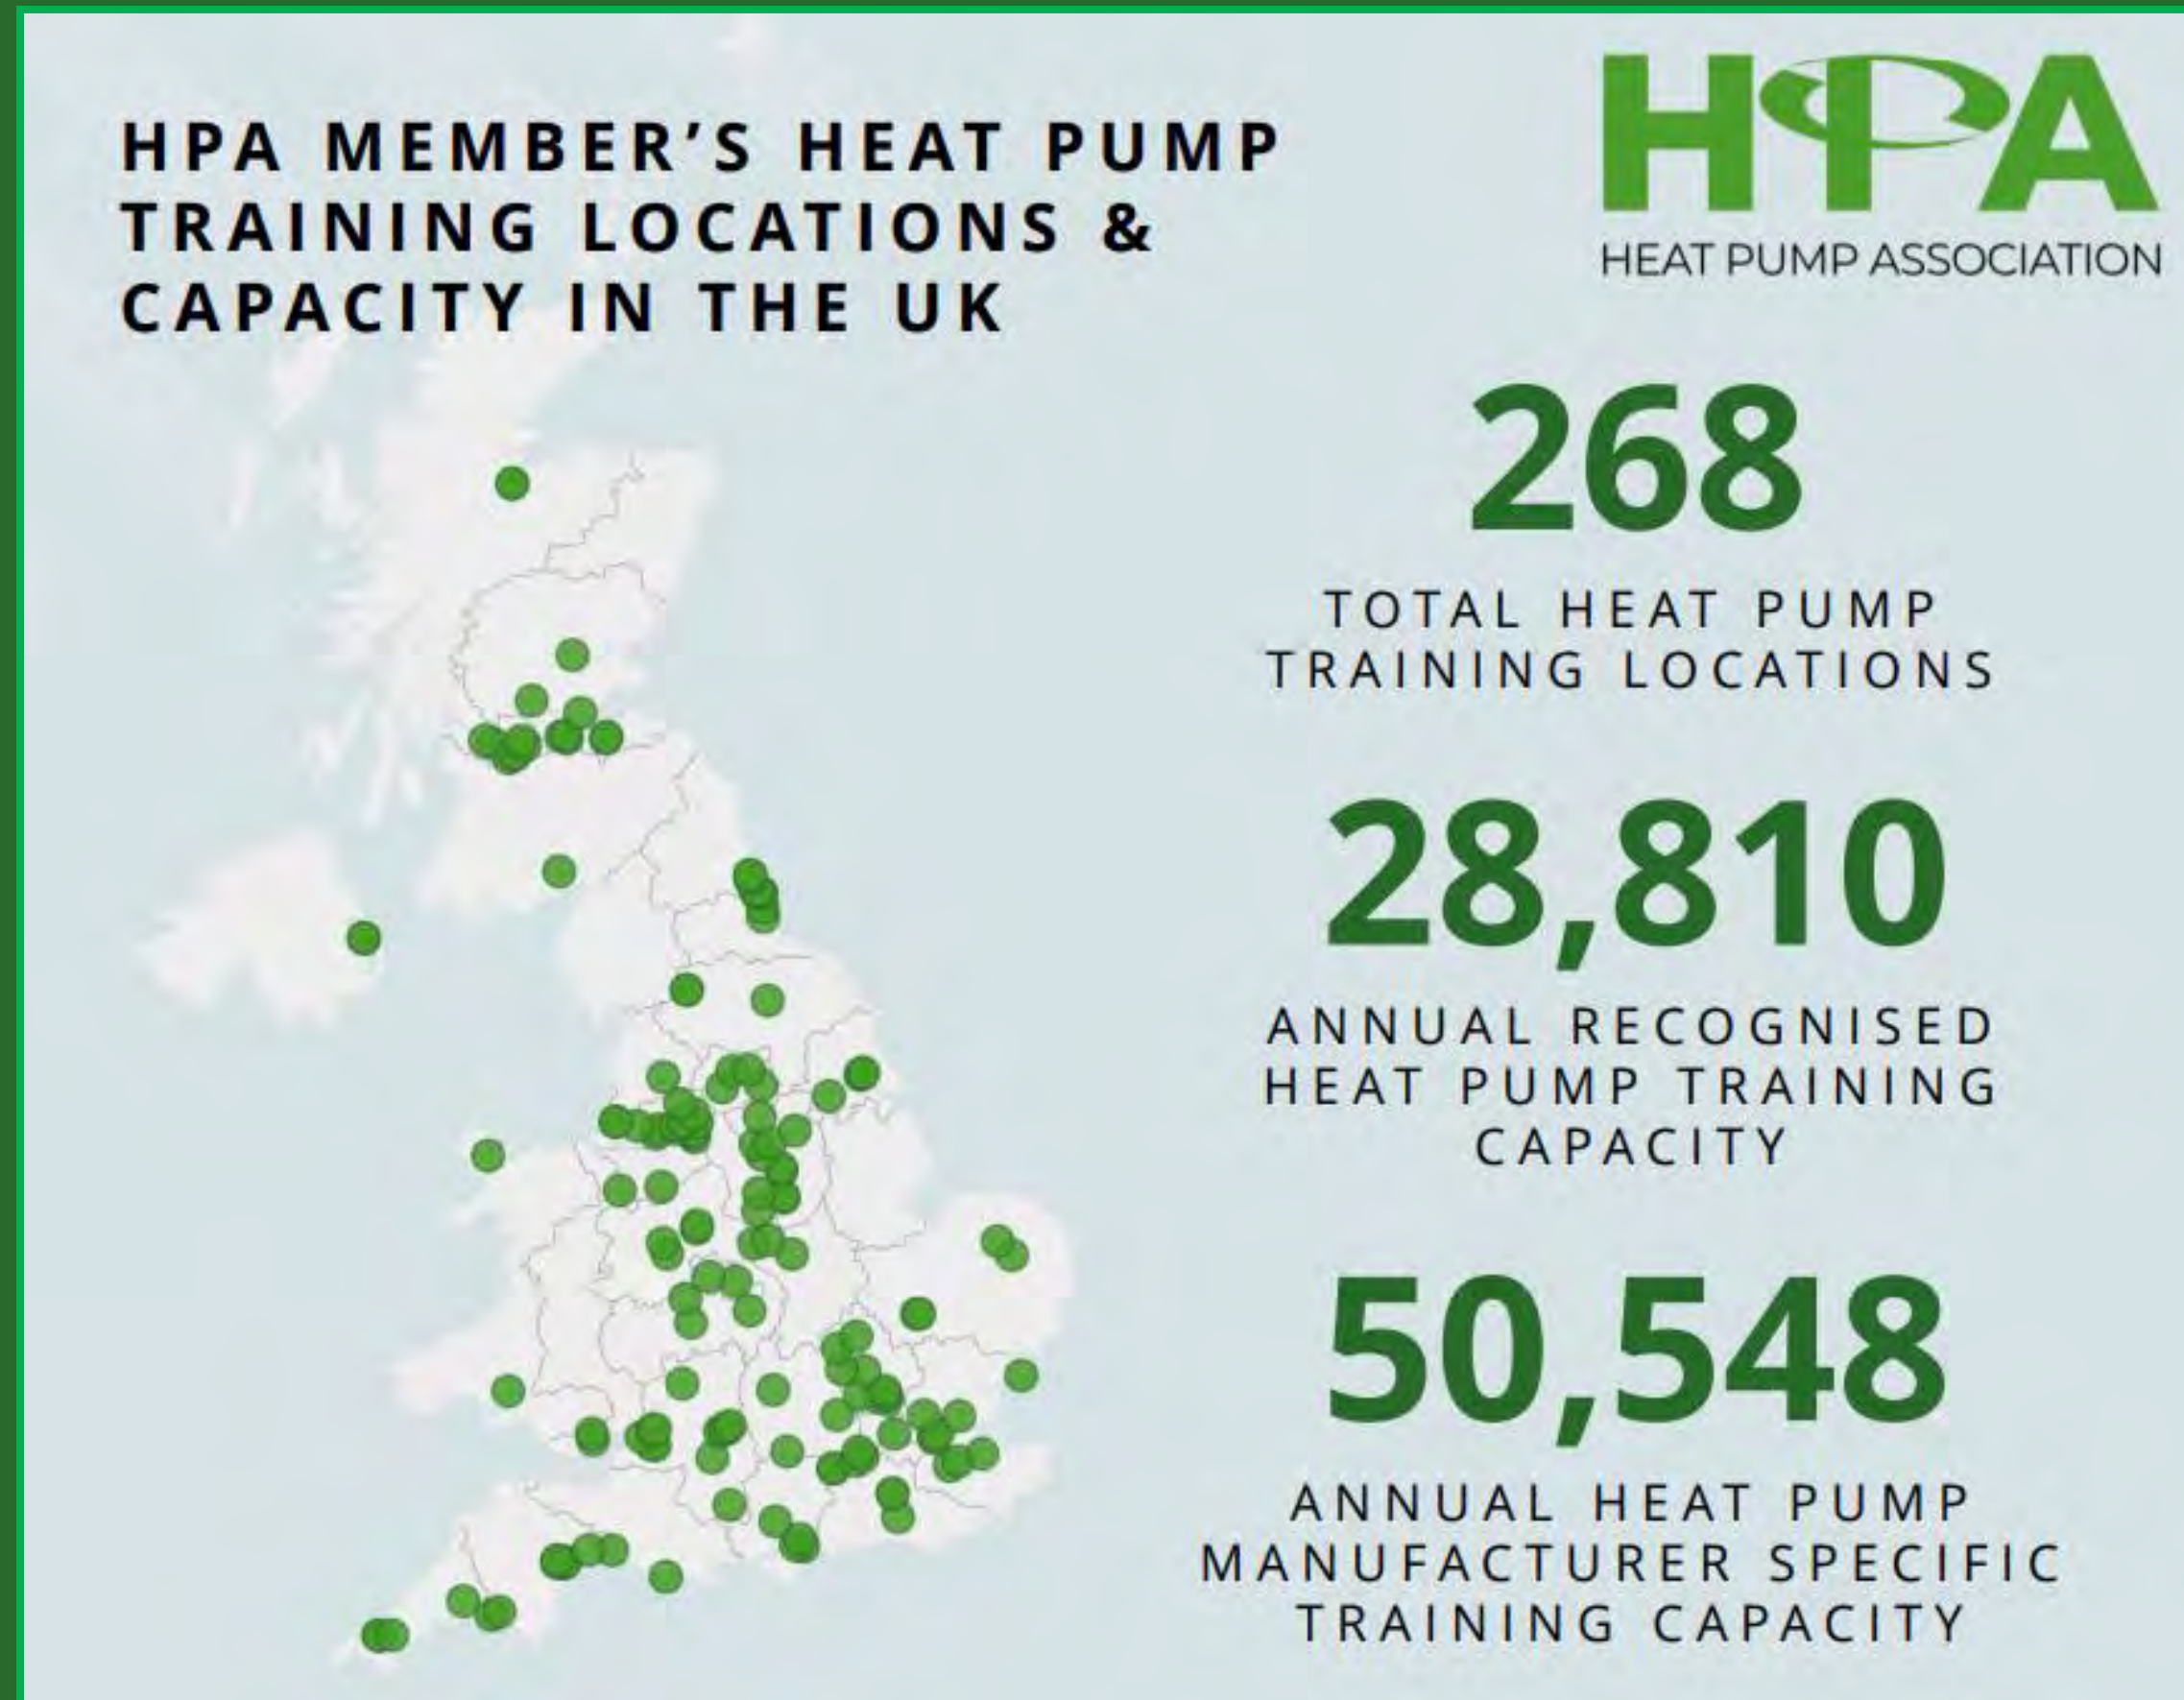 HPA MEMBER’S HEAT PUMP
TRAINING LOCATIONS &
CAPACITY IN THE UK
HPA
HEAT PUMP ASSOCIATION
268
TOTAL HEAT PUMP
TRAINING LOCATIONS
28,810
ANNUAL RECOGNISED
HEAT PUMP TRAINING
CAPACITY
50,548
ANNUAL HEAT PUMP
MANUFACTURER SPECIFIC
TRAINING CAPACITY